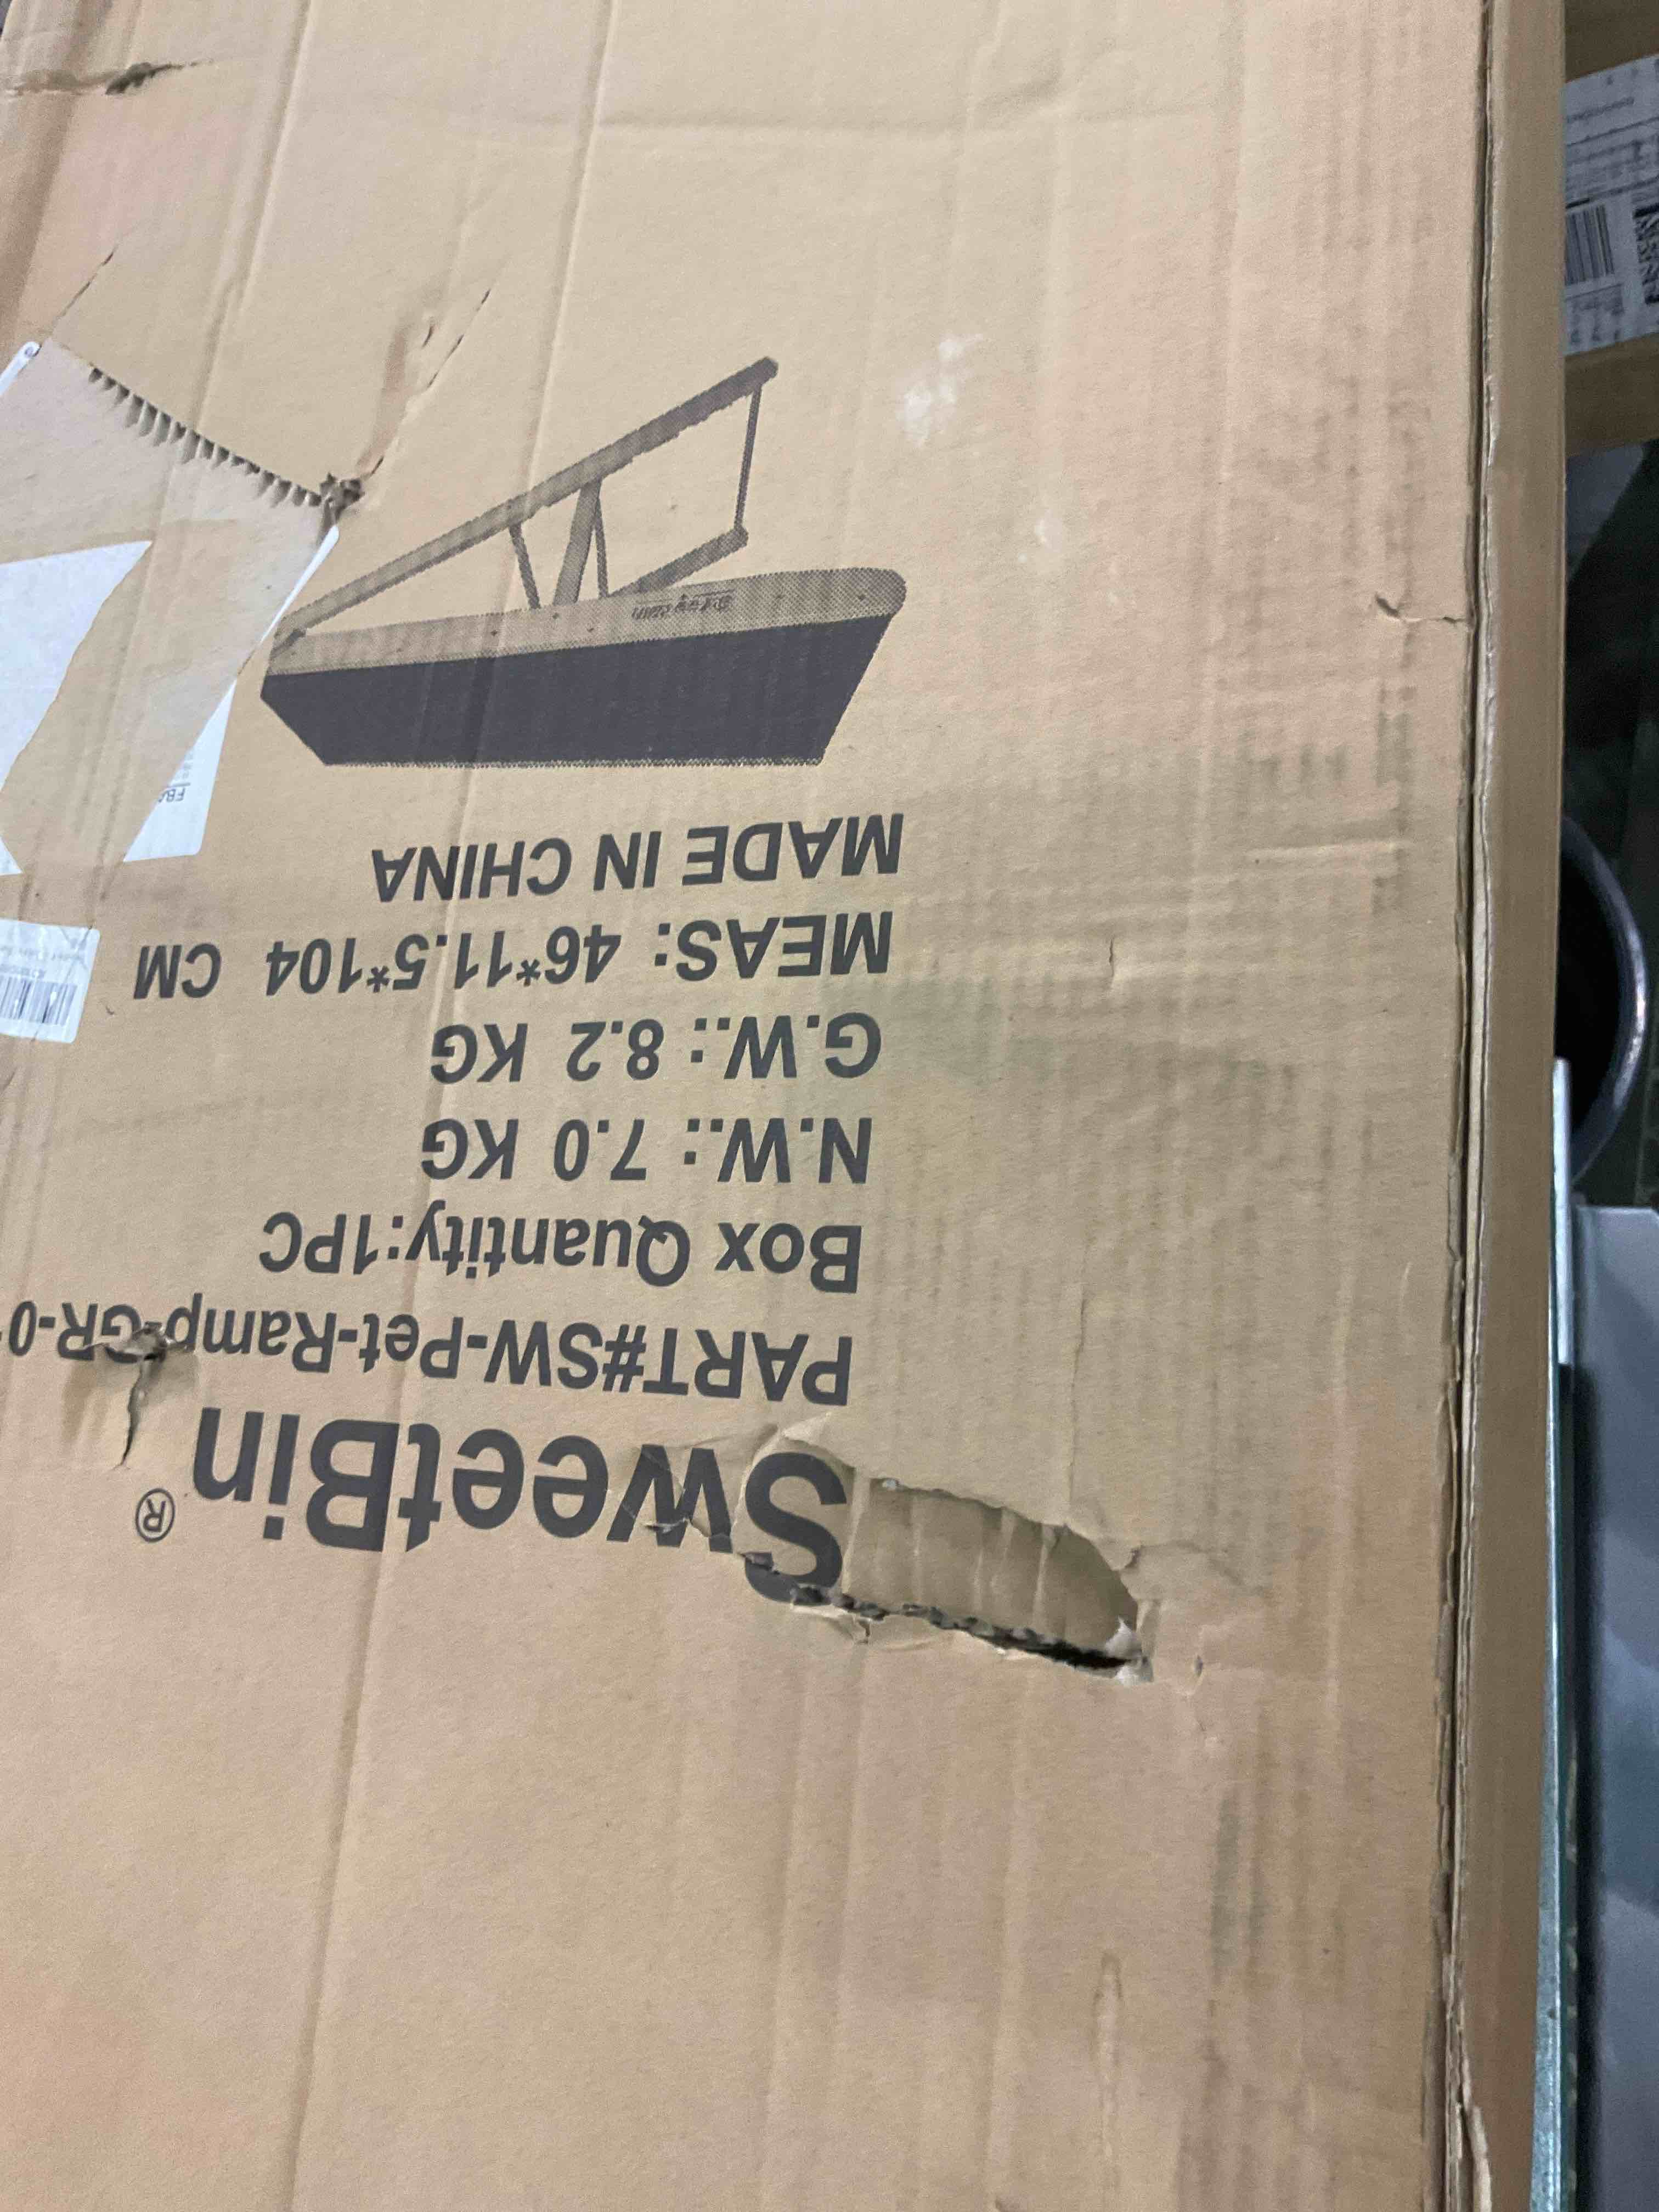 SweetBin®
PART#SW-Pet-Ramp-GR-0
Box Quantity:1PC
N.W.: 7.0 KG
G.W.: 8.2 KG
MEAS: 46*11.5*104 CM
MADE IN CHINA